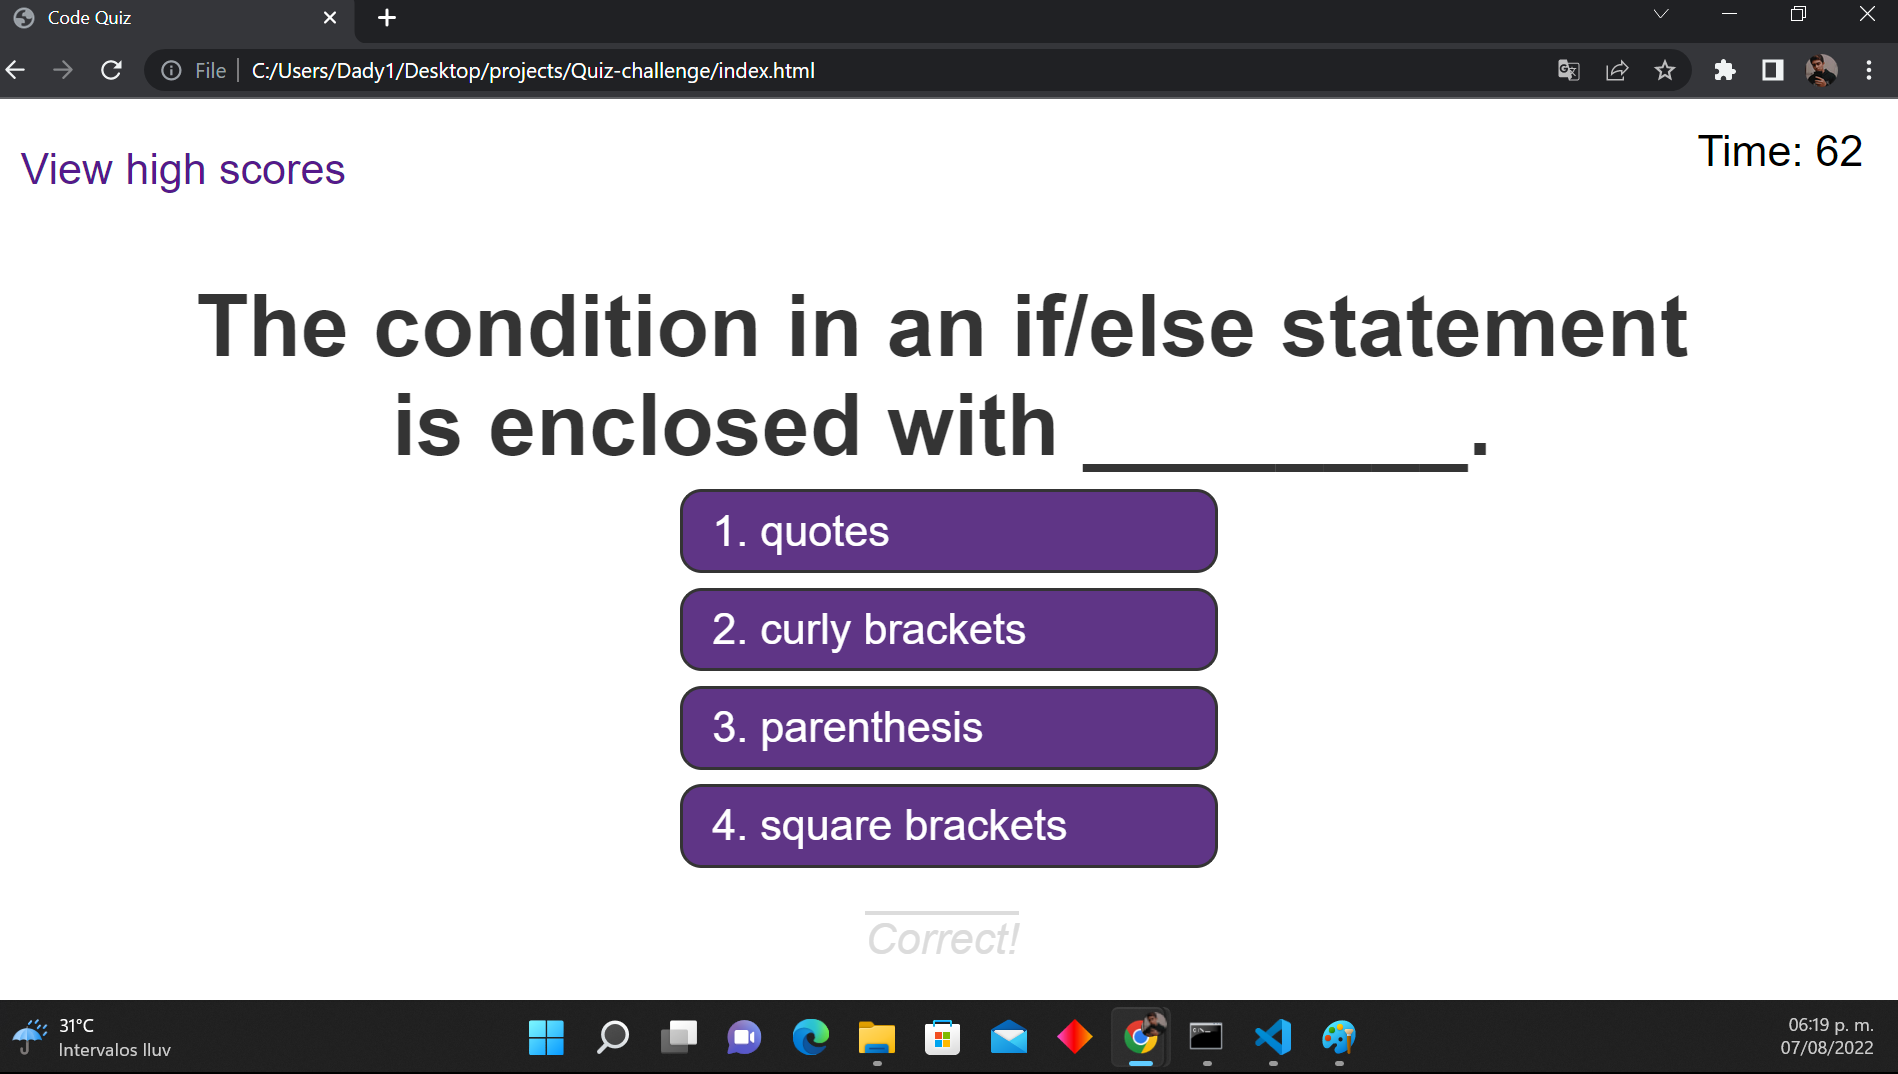 Code Quiz
File C:/Users/Dady1/Desktop/projects/Quiz-challenge/index.html
View high scores
Time: 62
The condition in an if/else statement
is enclosed with ________.
1. quotes
2. curly brackets
3. parenthesis
4. square brackets
Correct!
31°C
Intervalos lluv
06:19 p. m.
07/08/2022